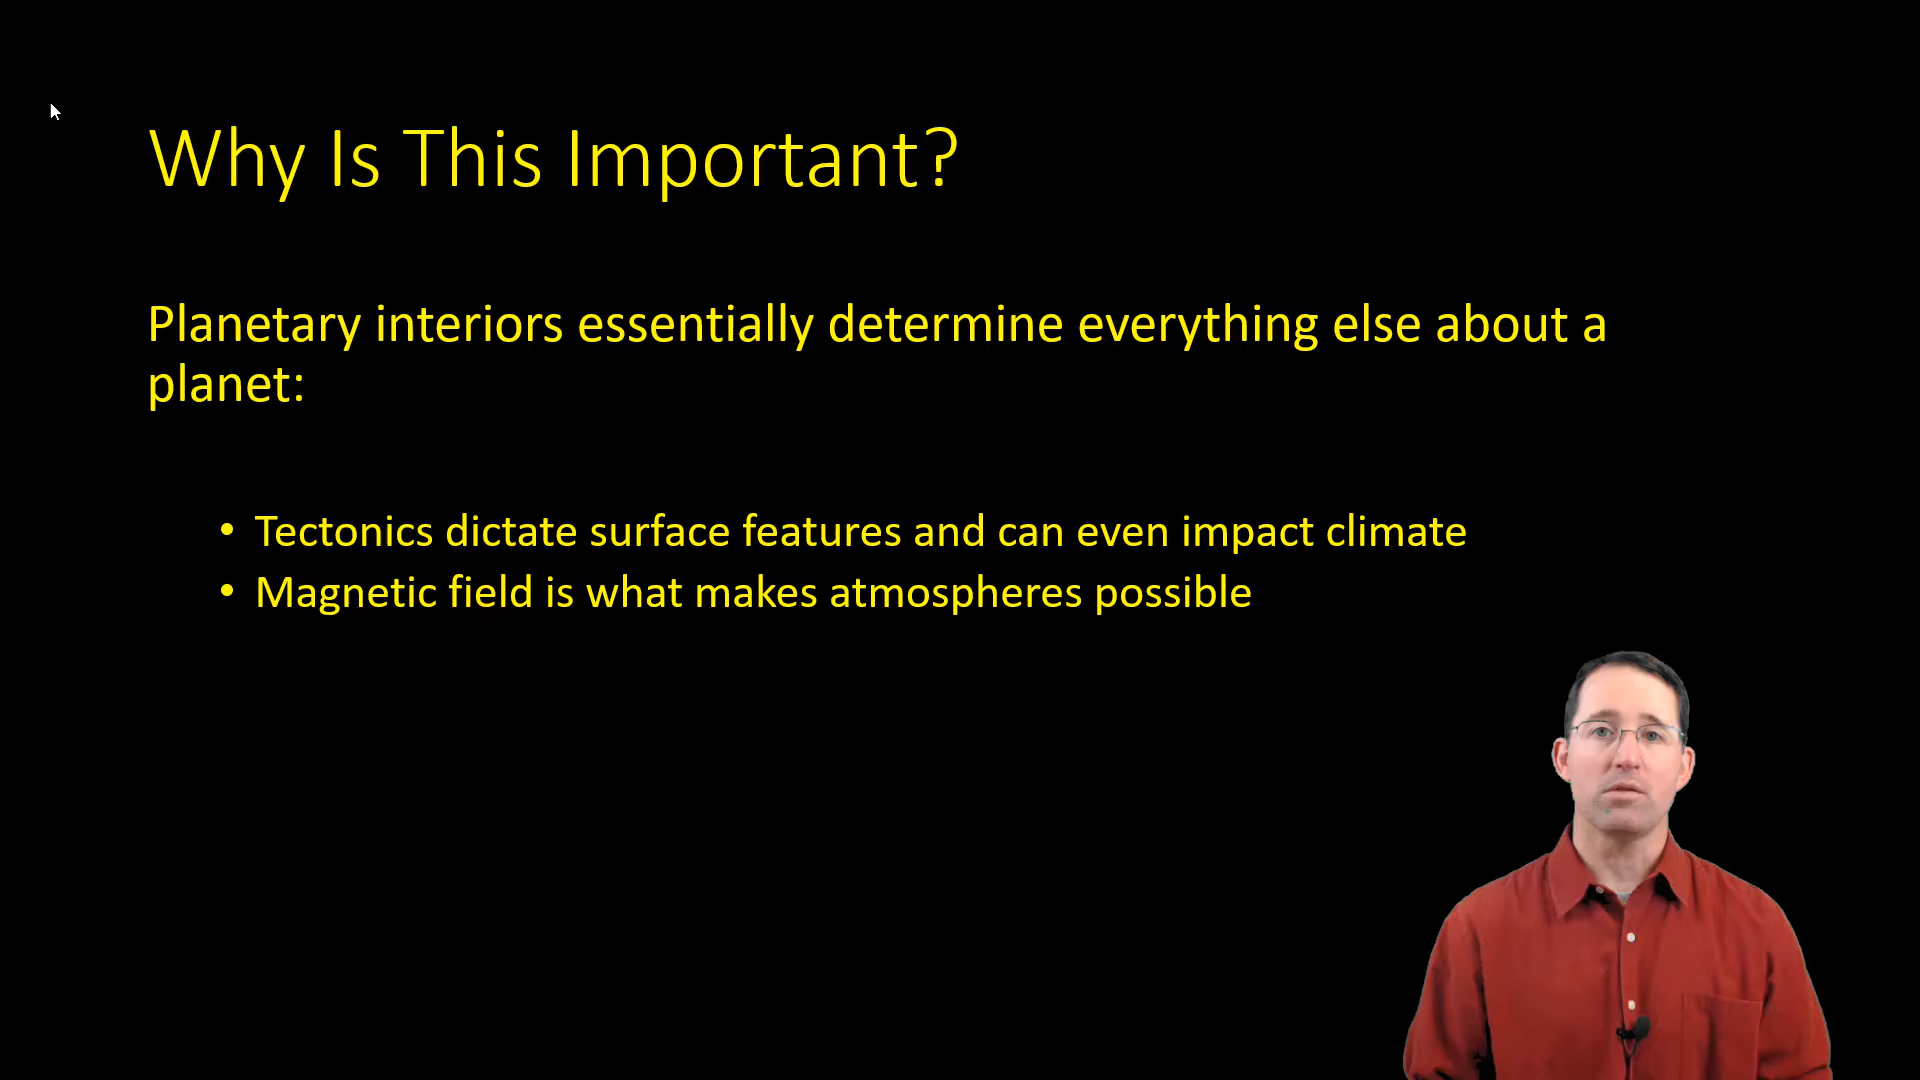 Why Is This Important?
Planetary interiors essentially determine everything else about a
planet:
• Tectonics dictate surface features and can even impact climate
• Magnetic field is what makes atmospheres possible